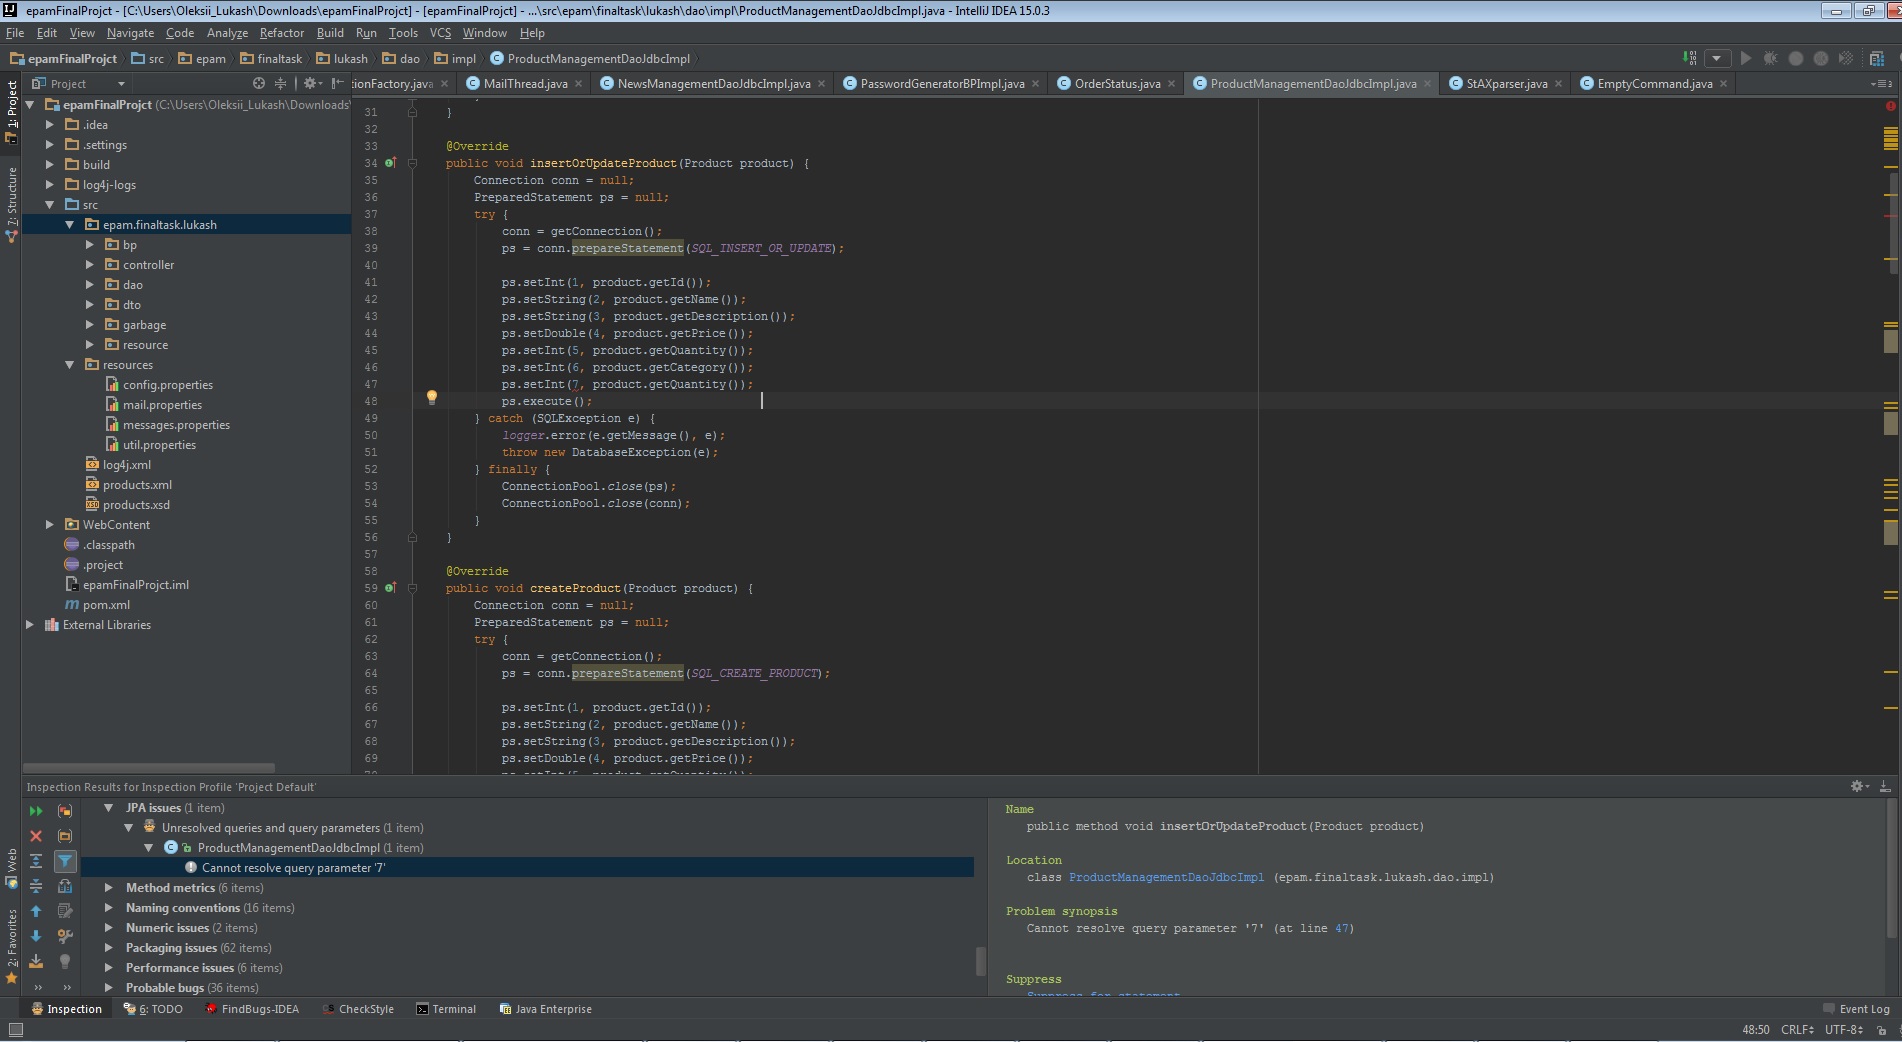 epamFinalProjct - [C:\Users\Oleksii_Lukash\Downloads\epamFinalProjct] - [epamFinalProjct] - ...\src\epam\finaltask\lukash\dao\impl\ProductManagementDaoJdbcImpl.java - IntelliJ IDEA 15.0.3
File Edit View Navigate Code Analyze Refactor Build Run Tools VCS Window Help
epamFinalProjct src epam finaltask lukash dao impl ProductManagementDaoJdbcImpl
Project
tionFactory.java MailThread.java NewsManagementDaoJdbcImpl.java PasswordGeneratorBPImpl.java OrderStatus.java ProductManagementDaoJdbcImpl.java StAXparser.java EmptyCommand.java
1: Project
7: Structure
Web
2: Favorites
epamFinalProjct (C:\Users\Oleksii_Lukash\Downloads\
.idea
.settings
build
log4j-logs
src
epam.finaltask.lukash
bp
controller
dao
dto
garbage
resource
resources
config.properties
mail.properties
messages.properties
util.properties
log4j.xml
products.xml
products.xsd
WebContent
.classpath
.project
epamFinalProjct.iml
pom.xml
External Libraries
31 }
32
33 @Override
34 public void insertOrUpdateProduct(Product product) {
35 Connection conn = null;
36 PreparedStatement ps = null;
37 try {
38 conn = getConnection();
39 ps = conn.prepareStatement(SQL_INSERT_OR_UPDATE);
40
41 ps.setInt(1, product.getId());
42 ps.setString(2, product.getName());
43 ps.setString(3, product.getDescription());
44 ps.setDouble(4, product.getPrice());
45 ps.setInt(5, product.getQuantity());
46 ps.setInt(6, product.getCategory());
47 ps.setInt(7, product.getQuantity());
48 ps.execute();
49 } catch (SQLException e) {
50 logger.error(e.getMessage(), e);
51 throw new DatabaseException(e);
52 } finally {
53 ConnectionPool.close(ps);
54 ConnectionPool.close(conn);
55 }
56 }
57
58 @Override
59 public void createProduct(Product product) {
60 Connection conn = null;
61 PreparedStatement ps = null;
62 try {
63 conn = getConnection();
64 ps = conn.prepareStatement(SQL_CREATE_PRODUCT);
65
66 ps.setInt(1, product.getId());
67 ps.setString(2, product.getName());
68 ps.setString(3, product.getDescription());
69 ps.setDouble(4, product.getPrice());
Inspection Results for Inspection Profile 'Project Default'
JPA issues (1 item)
Unresolved queries and query parameters (1 item)
ProductManagementDaoJdbcImpl (1 item)
Cannot resolve query parameter '7'
Method metrics (6 items)
Naming conventions (16 items)
Numeric issues (2 items)
Packaging issues (62 items)
Performance issues (6 items)
Probable bugs (36 items)
Name
public method void insertOrUpdateProduct(Product product)
Location
class ProductManagementDaoJdbcImpl (epam.finaltask.lukash.dao.impl)
Problem synopsis
Cannot resolve query parameter '7' (at line 47)
Suppress
Suppress for statement
Inspection 6: TODO FindBugs-IDEA CheckStyle Terminal Java Enterprise Event Log
48:50 CRLF UTF-8